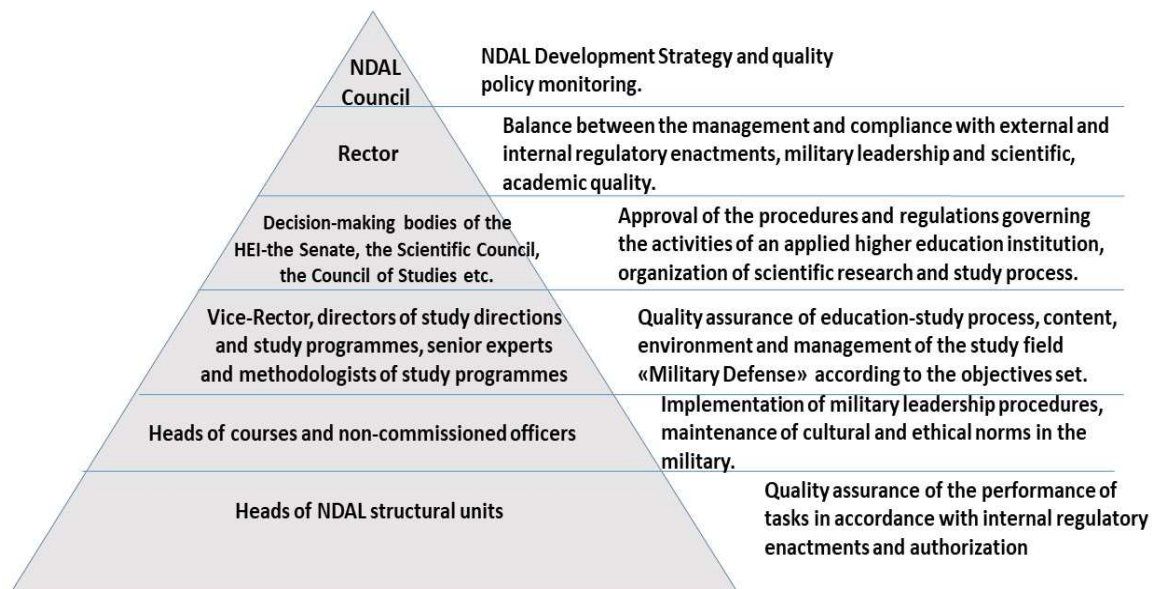 NDAL
Council
NDAL Development Strategy and quality
policy monitoring.
Rector
Balance between the management and compliance with external and
internal regulatory enactments, military leadership and scientific,
academic quality.
Decision-making bodies of the
HEI-the Senate, the Scientific Council,
the Council of Studies etc.
Approval of the procedures and regulations governing
the activities of an applied higher education institution,
organization of scientific research and study process.
Vice-Rector, directors of study directions
and study programmes, senior experts
and methodologists of study programmes
Quality assurance of education-study process, content,
environment and management of the study field
«Military Defense» according to the objectives set.
Heads of courses and non-commissioned officers
Implementation of military leadership procedures,
maintenance of cultural and ethical norms in the
military.
Heads of NDAL structural units
Quality assurance of the performance of
tasks in accordance with internal regulatory
enactments and authorization